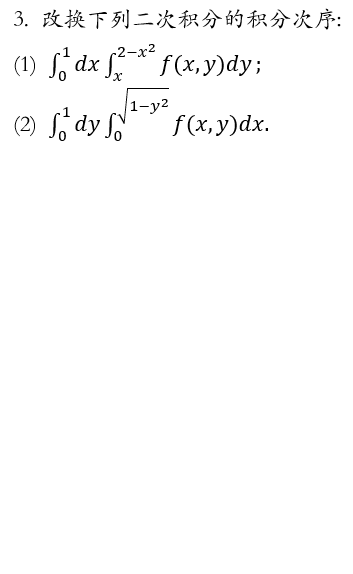 3. 改换下列二次积分的积分次序:
(1) ∫₀¹ dx ∫ₓ^{2−x²} f(x,y)dy;
(2) ∫₀¹ dy ∫₀^{√(1−y²)} f(x,y)dx.